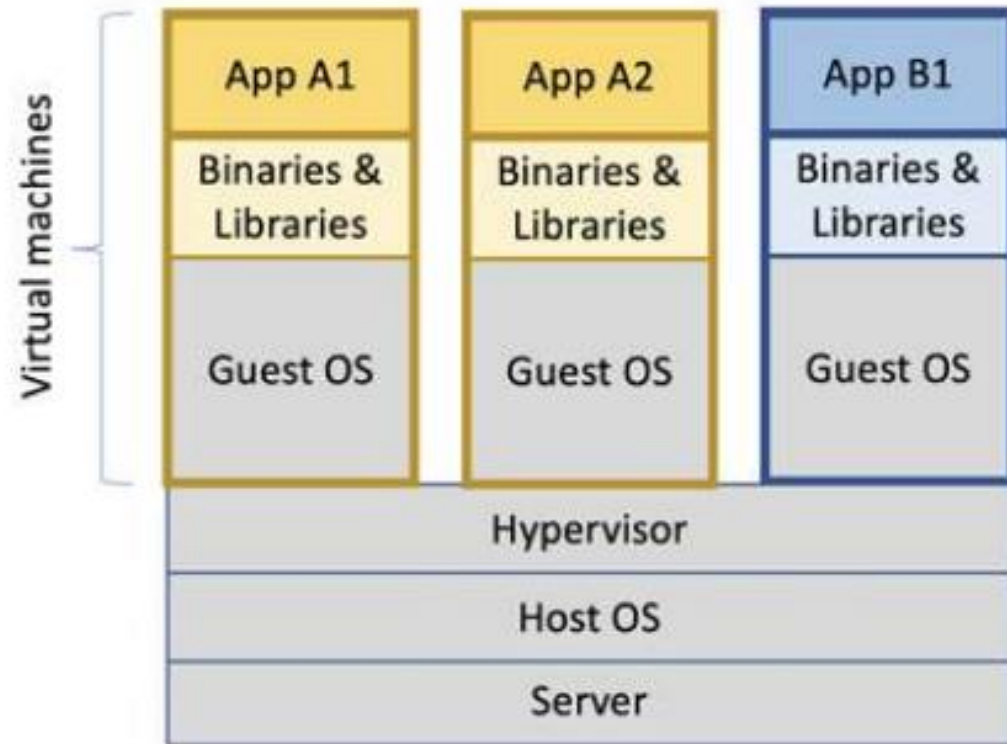 Virtual machines
App A1
Binaries &
Libraries
Guest OS
App A2
Binaries &
Libraries
Guest OS
App B1
Binaries &
Libraries
Guest OS
Hypervisor
Host OS
Server